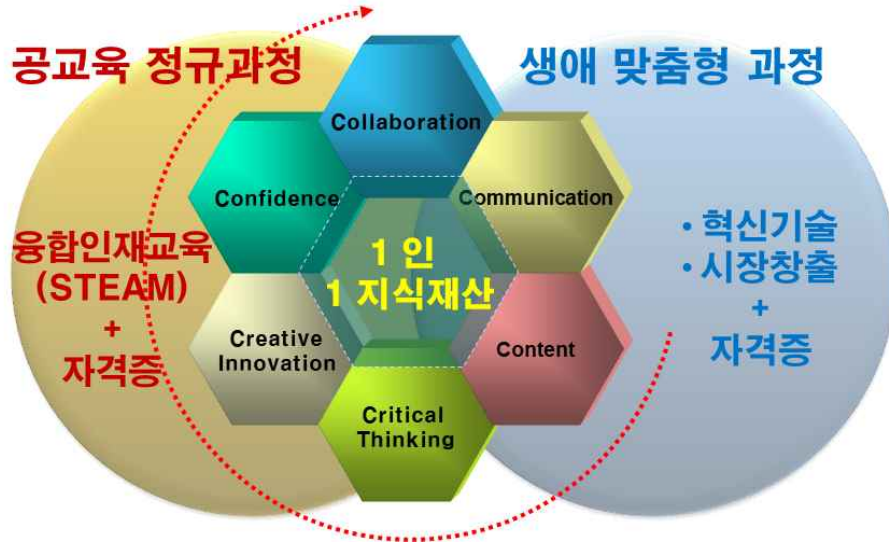 공교육 정규과정
생애 맞춤형 과정
Collaboration
Confidence
Communication
융합인재교육
(STEAM)
+
자격증
1 인
1 지식재산
• 혁신기술
• 시장창출
+
자격증
Creative
Innovation
Content
Critical
Thinking